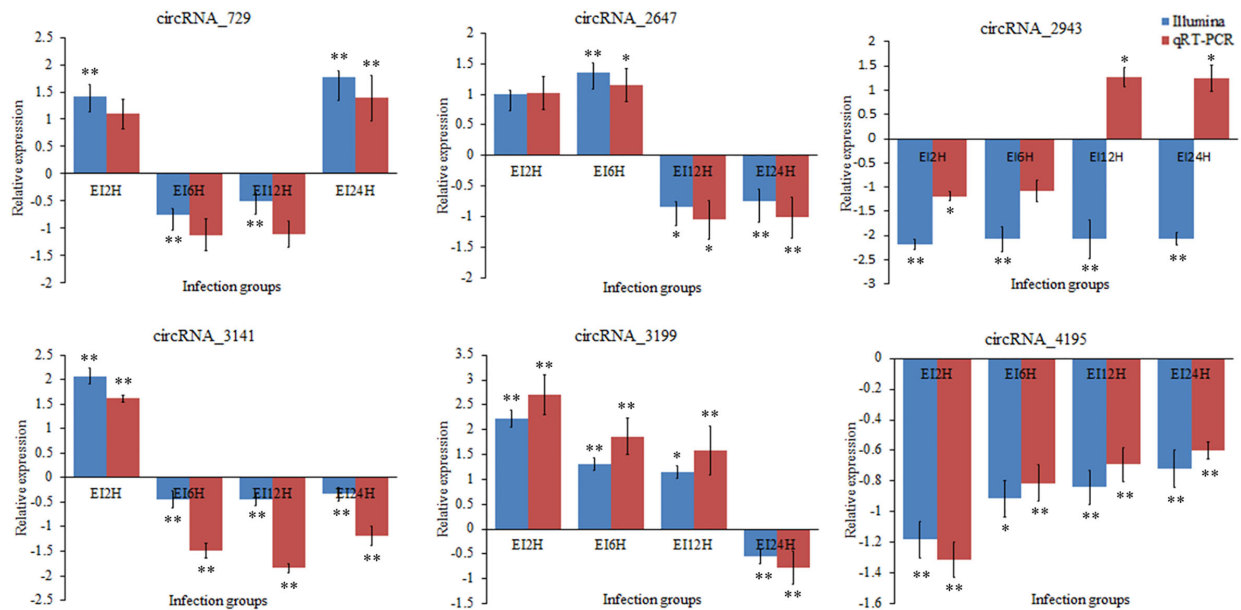 circRNA_729
Relative expression
2.5
2
1.5
1
0.5
0
-0.5
-1
-1.5
-2
** ** **
EI2H EI6H EI12H EI24H
** **
Infection groups
circRNA_2647
Relative expression
2
1.5
1
0.5
0
-0.5
-1
-1.5
-2
** *
EI2H EI6H EI12H EI24H
* * ** **
Infection groups
circRNA_2943
Illumina
qRT-PCR
Relative expression
2
1.5
1
0.5
0
-0.5
-1
-1.5
-2
-2.5
-3
* *
EI2H EI6H EI12H EI24H
*
** ** ** **
Infection groups
circRNA_3141
Relative expression
2.5
2
1.5
1
0.5
0
-0.5
-1
-1.5
-2
-2.5
** **
EI2H EI6H EI12H EI24H
** ** **
** ** **
Infection groups
circRNA_3199
Relative expression
3.5
3
2.5
2
1.5
1
0.5
0
-0.5
-1
-1.5
** ** ** ** * **
EI2H EI6H EI12H EI24H
** **
Infection groups
circRNA_4195
Relative expression
0
-0.2
-0.4
-0.6
-0.8
-1
-1.2
-1.4
-1.6
EI2H EI6H EI12H EI24H
** ** * ** ** ** ** **
Infection groups